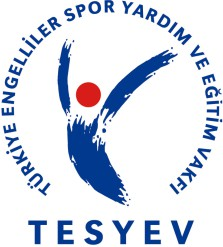 TÜRKİYE ENGELLİLER SPOR YARDIM VE EĞİTİM VAKFI
TESYEV